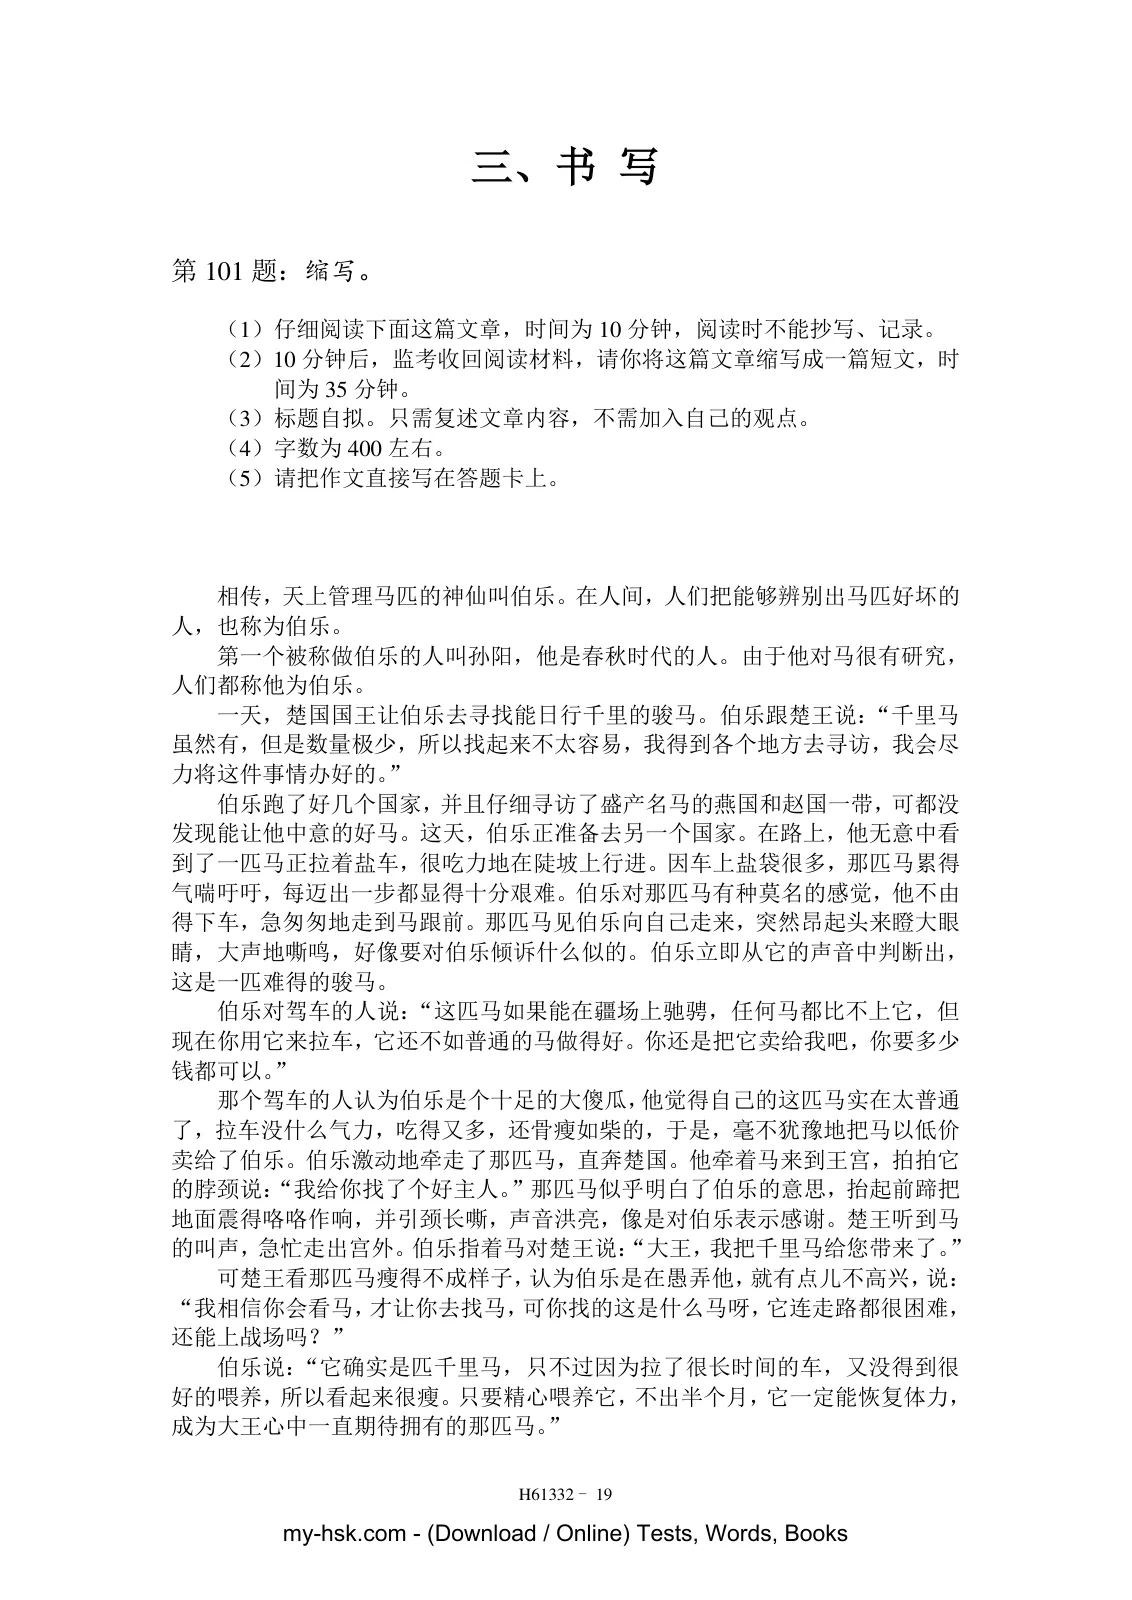 三、书 写
第 101 题：缩写。
（1）仔细阅读下面这篇文章，时间为 10 分钟，阅读时不能抄写、记录。
（2）10 分钟后，监考收回阅读材料，请你将这篇文章缩写成一篇短文，时
间为 35 分钟。
（3）标题自拟。只需复述文章内容，不需加入自己的观点。
（4）字数为 400 左右。
（5）请把作文直接写在答题卡上。
相传，天上管理马匹的神仙叫伯乐。在人间，人们把能够辨别出马匹好坏的
人，也称为伯乐。
第一个被称做伯乐的人叫孙阳，他是春秋时代的人。由于他对马很有研究，
人们都称他为伯乐。
一天，楚国国王让伯乐去寻找能日行千里的骏马。伯乐跟楚王说：“千里马
虽然有，但是数量极少，所以找起来不太容易，我得到各个地方去寻访，我会尽
力将这件事情办好的。”
伯乐跑了好几个国家，并且仔细寻访了盛产名马的燕国和赵国一带，可都没
发现能让他中意的好马。这天，伯乐正准备去另一个国家。在路上，他无意中看
到了一匹马正拉着盐车，很吃力地在陡坡上行进。因车上盐袋很多，那匹马累得
气喘吁吁，每迈出一步都显得十分艰难。伯乐对那匹马有种莫名的感觉，他不由
得下车，急匆匆地走到马跟前。那匹马见伯乐向自己走来，突然昂起头来瞪大眼
睛，大声地嘶鸣，好像要对伯乐倾诉什么似的。伯乐立即从它的声音中判断出，
这是一匹难得的骏马。
伯乐对驾车的人说：“这匹马如果能在疆场上驰骋，任何马都比不上它，但
现在你用它来拉车，它还不如普通的马做得好。你还是把它卖给我吧，你要多少
钱都可以。”
那个驾车的人认为伯乐是个十足的大傻瓜，他觉得自己的这匹马实在太普通
了，拉车没什么气力，吃得又多，还骨瘦如柴的，于是，毫不犹豫地把马以低价
卖给了伯乐。伯乐激动地牵走了那匹马，直奔楚国。他牵着马来到王宫，拍拍它
的脖颈说：“我给你找了个好主人。”那匹马似乎明白了伯乐的意思，抬起前蹄把
地面震得咯咯作响，并引颈长嘶，声音洪亮，像是对伯乐表示感谢。楚王听到马
的叫声，急忙走出宫外。伯乐指着马对楚王说：“大王，我把千里马给您带来了。”
可楚王看那匹马瘦得不成样子，认为伯乐是在愚弄他，就有点儿不高兴，说：
“我相信你会看马，才让你去找马，可你找的这是什么马呀，它连走路都很困难，
还能上战场吗？”
伯乐说：“它确实是匹千里马，只不过因为拉了很长时间的车，又没得到很
好的喂养，所以看起来很瘦。只要精心喂养它，不出半个月，它一定能恢复体力，
成为大王心中一直期待拥有的那匹马。”
H61332－ 19
my-hsk.com - (Download / Online) Tests, Words, Books